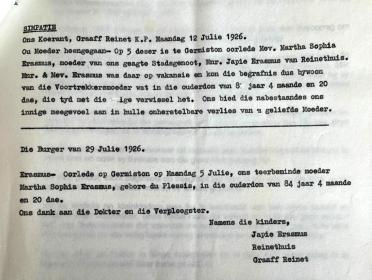 SIMPATIE
Ons Koerant, Graaff Reinet K.P. Maandag 12 Julie 1926.
Ou Moeder heengegaan- Op 5 deser is te Germiston oorlede Mev. Martha Sophia
Erasmus, moeder van ons geagte Stadsgenoot, Mnr. Japie Erasmus van Reinethuis.
Mnr. & Mev. Erasmus was daar op vakansie en kon die begrafnis dus bywoon
van die Voortrekkersmoeder wat in die ouderdom van 8 jaar 4 maande en 20
dae, die tyd met die ige verwissel het. Ons bied die nabestaandes ons
innige meegevoel aan in hulle onherstelbare verlies van u geliefde Moeder.
Die Burger van 29 Julie 1926.
Erasmus- Oorlede op Germiston op Maandag 5 Julie, ons teerbeminde moeder
Martha Sophia Erasmus, gebore du Plessis, in die ouderdom van 84 jaar 4 maande
en 20 dae.
Ons dank aan die Dokter en die Verpleegster.
Namens die kinders,
Japie Erasmus
Reinethuis
Graaff Reinet